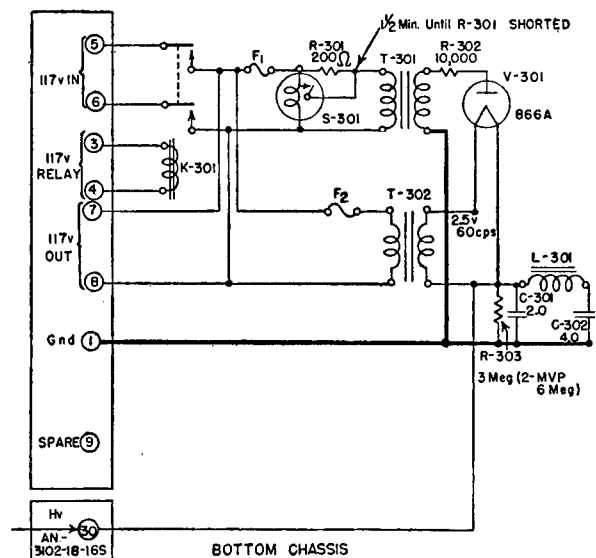 1/2 Min. Until R-301 SHORTED
5
117v IN
6
3
117V
RELAY
4
7
117V
OUT
8
Gnd 1
SPARE 9
Hv
30
AN-
3102-18-16S
BOTTOM CHASSIS
K-301
F1
R-301
200Ω
S-301
T-301
R-302
10,000
V-301
866A
F2
T-302
2.5V
60cps
L-301
C-301
2.0
C-302
4.0
R-303
3 Meg (2-MVP
6 Meg)